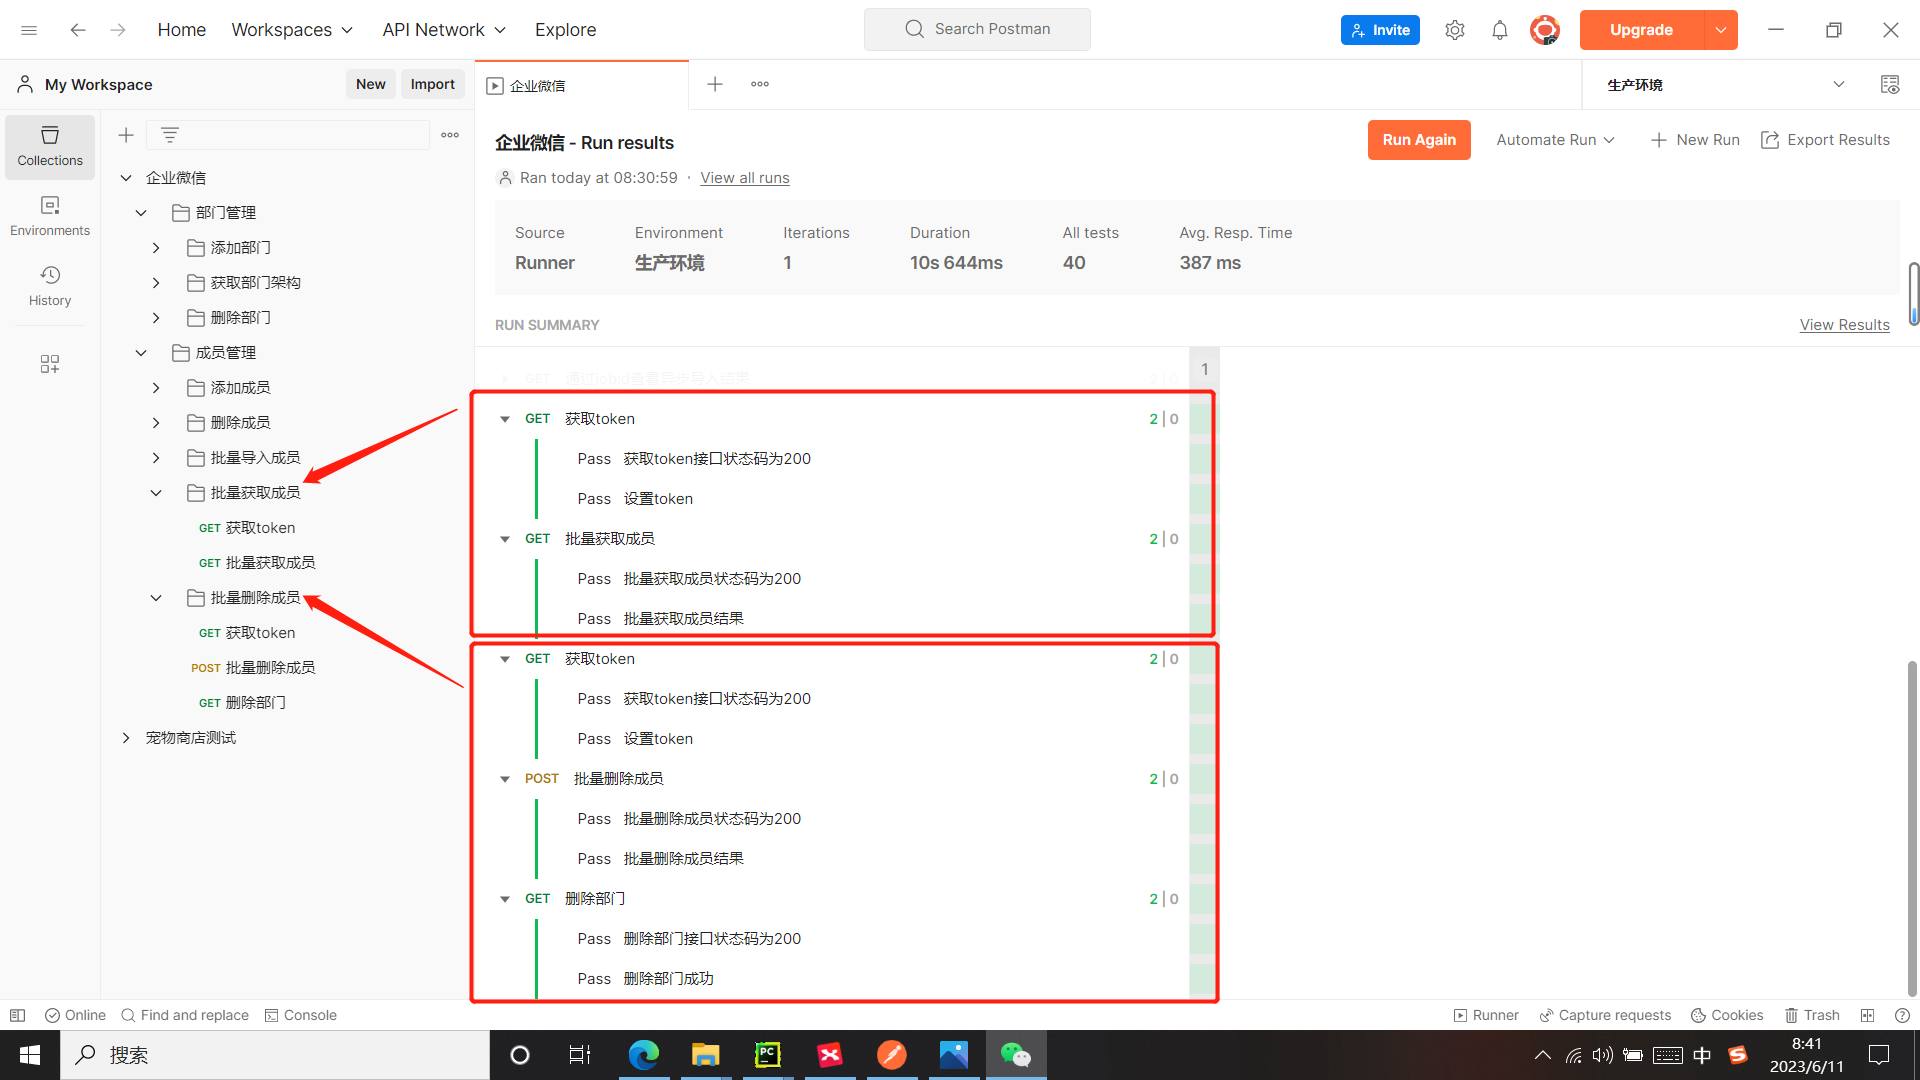 Home Workspaces API Network Explore Search Postman Invite Upgrade
My Workspace New Import
企业微信
生产环境
Collections
Environments
History
企业微信
部门管理
添加部门
获取部门架构
删除部门
成员管理
添加成员
删除成员
批量导入成员
批量获取成员
GET 获取token
GET 批量获取成员
批量删除成员
GET 获取token
POST 批量删除成员
GET 删除部门
宠物商店测试
企业微信 - Run results
Run Again Automate Run New Run Export Results
Ran today at 08:30:59 · View all runs
Source Environment Iterations Duration All tests Avg. Resp. Time
Runner 生产环境 1 10s 644ms 40 387 ms
RUN SUMMARY View Results
1
GET 通过jobid查看异步导入结果 2 | 0
GET 获取token 2 | 0
Pass 获取token接口状态码为200
Pass 设置token
GET 批量获取成员 2 | 0
Pass 批量获取成员状态码为200
Pass 批量获取成员结果
GET 获取token 2 | 0
Pass 获取token接口状态码为200
Pass 设置token
POST 批量删除成员 2 | 0
Pass 批量删除成员状态码为200
Pass 批量删除成员结果
GET 删除部门 2 | 0
Pass 删除部门接口状态码为200
Pass 删除部门成功
Online Find and replace Console Runner Capture requests Cookies Trash
搜索
PC
中
S
8:41
2023/6/11